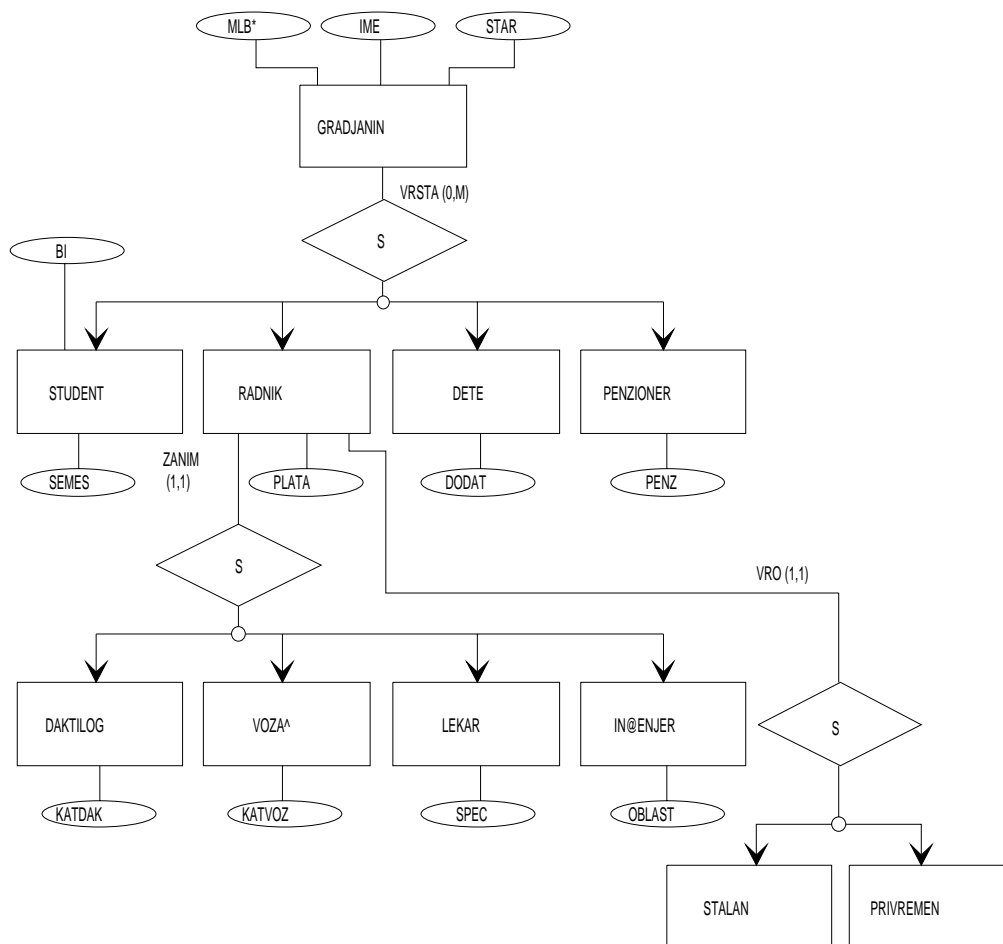 MLB*
IME
STAR
GRADJANIN
VRSTA (0,M)
S
BI
STUDENT
RADNIK
DETE
PENZIONER
ZANIM
(1,1)
SEMES
PLATA
DODAT
PENZ
S
VRO (1,1)
DAKTILOG
VOZA^
LEKAR
IN@ENJER
S
KATDAK
KATVOZ
SPEC
OBLAST
STALAN
PRIVREMEN